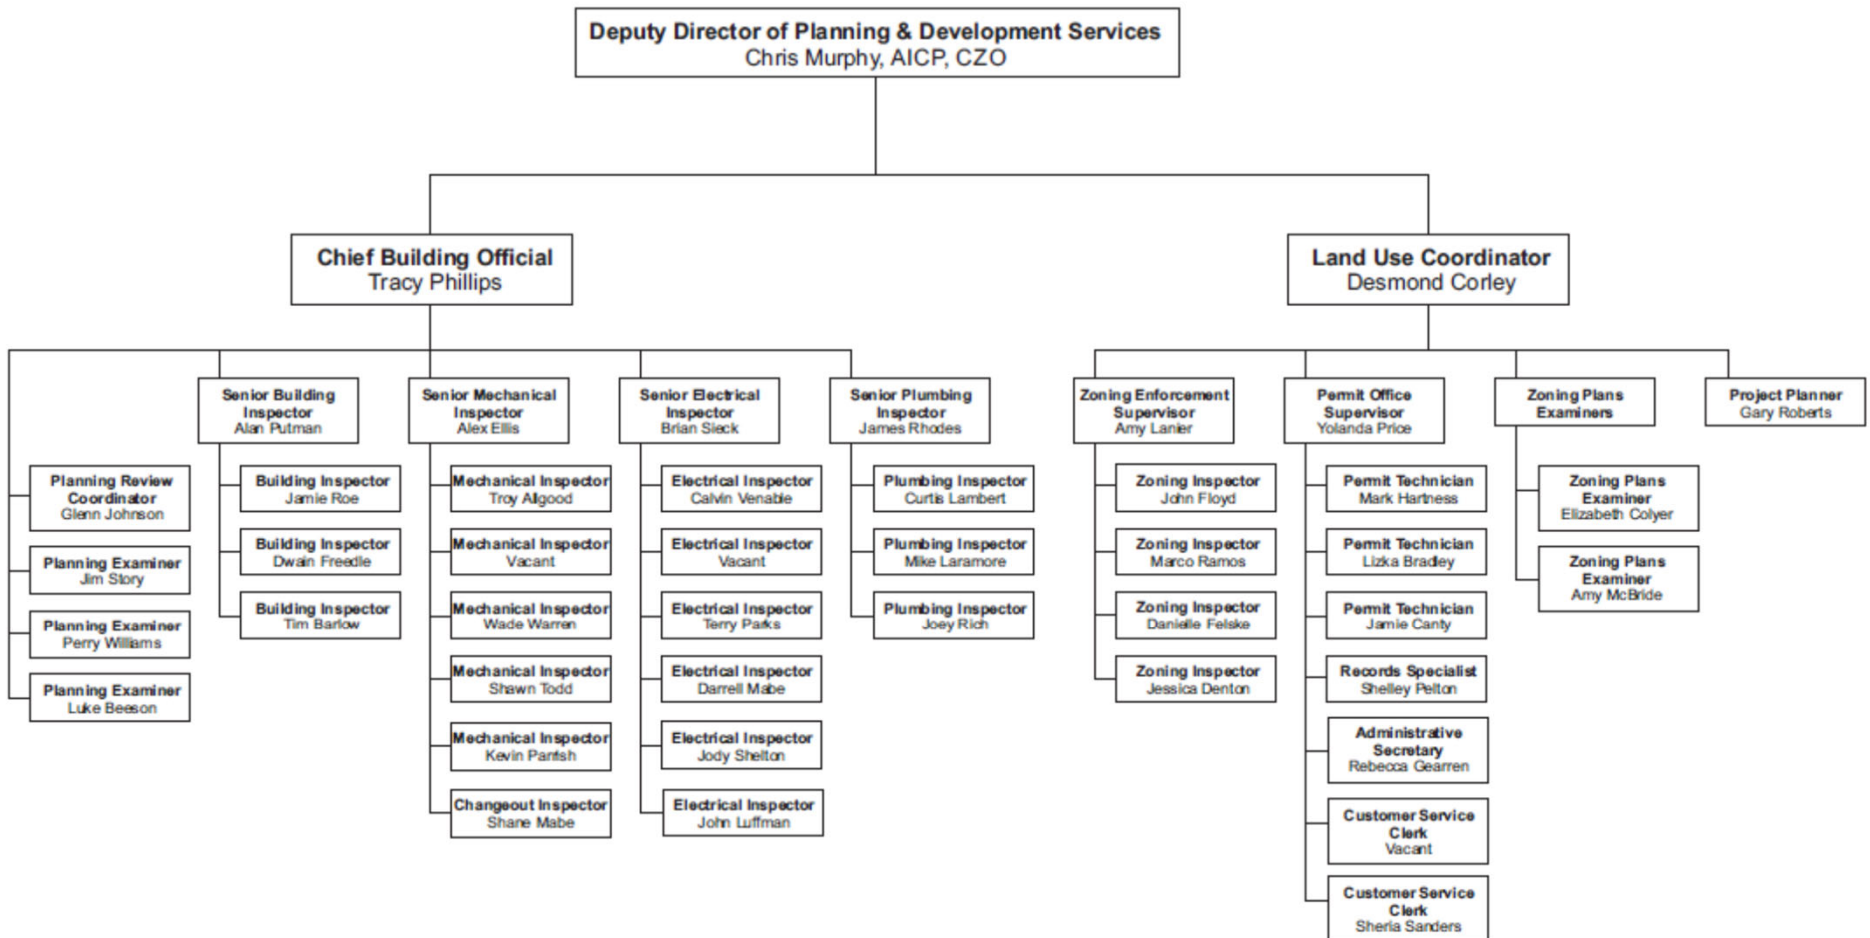 Deputy Director of Planning & Development Services
Chris Murphy, AICP, CZO
Chief Building Official
Tracy Phillips
Land Use Coordinator
Desmond Corley
Planning Review
Coordinator
Glenn Johnson
Planning Examiner
Jim Story
Planning Examiner
Perry Williams
Planning Examiner
Luke Beeson
Senior Building
Inspector
Alan Putman
Building Inspector
Jamie Roe
Building Inspector
Dwain Freedle
Building Inspector
Tim Barlow
Senior Mechanical
Inspector
Alex Ellis
Mechanical Inspector
Troy Allgood
Mechanical Inspector
Vacant
Mechanical Inspector
Wade Warren
Mechanical Inspector
Shawn Todd
Mechanical Inspector
Kevin Parrish
Changeout Inspector
Shane Mabe
Senior Electrical
Inspector
Brian Sleck
Electrical Inspector
Calvin Venable
Electrical Inspector
Vacant
Electrical Inspector
Terry Parks
Electrical Inspector
Darrell Mabe
Electrical Inspector
Jody Shelton
Electrical Inspector
John Luffman
Senior Plumbing
Inspector
James Rhodes
Plumbing Inspector
Curtis Lambert
Plumbing Inspector
Mike Laramore
Plumbing Inspector
Joey Rich
Zoning Enforcement
Supervisor
Amy Lanier
Zoning Inspector
John Floyd
Zoning Inspector
Marco Ramos
Zoning Inspector
Danielle Felske
Zoning Inspector
Jessica Denton
Permit Office
Supervisor
Yolanda Price
Permit Technician
Mark Hartness
Permit Technician
Lizka Bradley
Permit Technician
Jamie Canty
Records Specialist
Shelley Pelton
Administrative
Secretary
Rebecca Gearren
Customer Service
Clerk
Vacant
Customer Service
Clerk
Sheria Sanders
Zoning Plans
Examiners
Zoning Plans
Examiner
Elizabeth Colyer
Zoning Plans
Examiner
Amy McBride
Project Planner
Gary Roberts